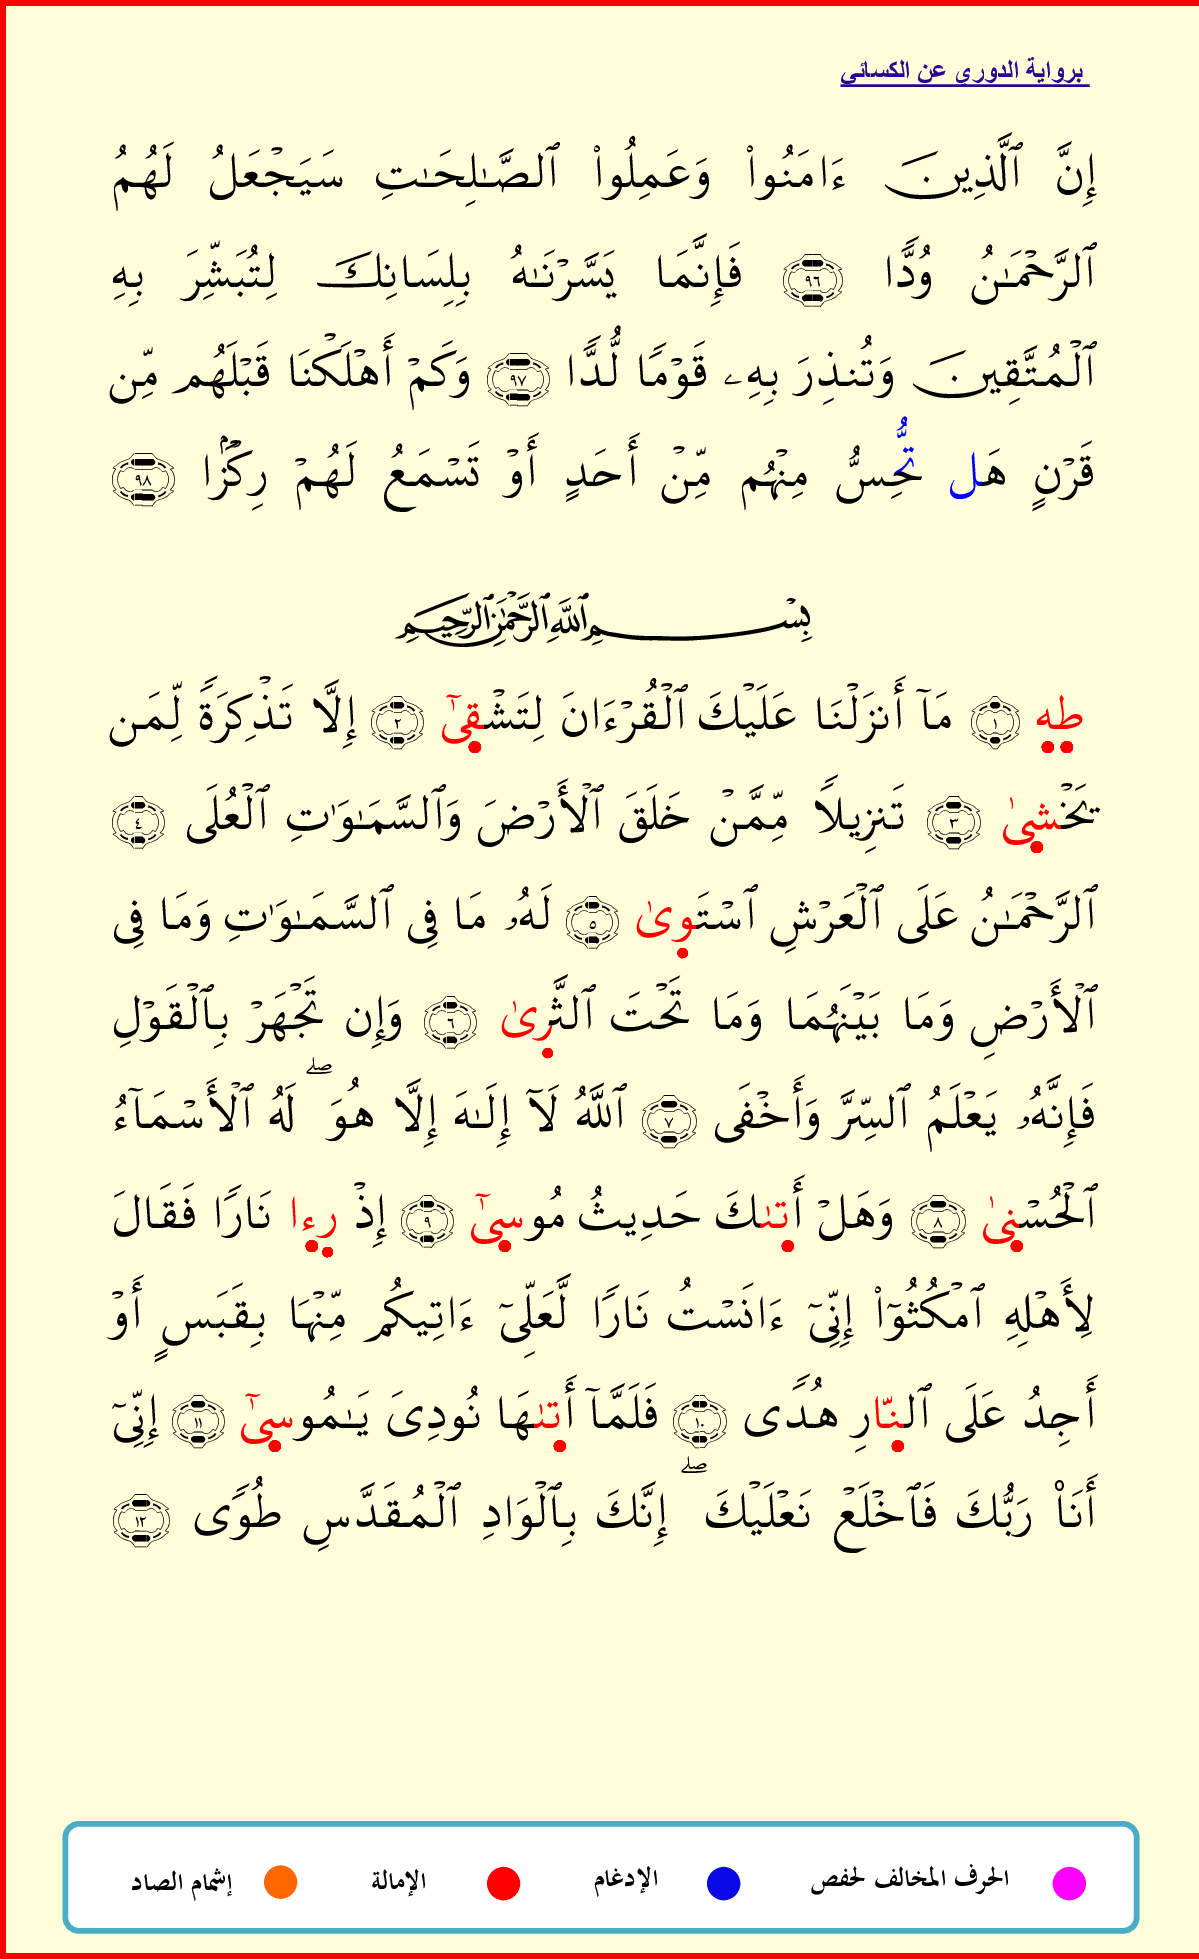 برواية الدوري عن الكسائي
إِنَّ ٱلَّذِينَ ءَامَنُواْ وَعَمِلُواْ ٱلصَّـٰلِحَـٰتِ سَيَجْعَلُ لَهُمُ
ٱلرَّحْمَـٰنُ وُدًّا ٩٦ فَإِنَّمَا يَسَّرْنَـٰهُ بِلِسَانِكَ لِتُبَشِّرَ بِهِ
ٱلْمُتَّقِينَ وَتُنذِرَ بِهِۦ قَوْمًا لُّدًّا ٩٧ وَكَمْ أَهْلَكْنَا قَبْلَهُم مِّن
قَرْنٍ هَل تُّحِسُّ مِنْهُم مِّنْ أَحَدٍ أَوْ تَسْمَعُ لَهُمْ رِكْزًۢا ٩٨
بِسْمِ ٱللَّهِ ٱلرَّحْمَـٰنِ ٱلرَّحِيمِ
طه ١ مَآ أَنزَلْنَا عَلَيْكَ ٱلْقُرْءَانَ لِتَشْقِىٰٓ ٢ إِلَّا تَذْكِرَةً لِّمَن
يَخْشِىٰ ٣ تَنزِيلاً مِّمَّنْ خَلَقَ ٱلْأَرْضَ وَٱلسَّمَـٰوَٰتِ ٱلْعُلَى ٤
ٱلرَّحْمَـٰنُ عَلَى ٱلْعَرْشِ ٱسْتَوِىٰ ٥ لَهُۥ مَا فِى ٱلسَّمَـٰوَٰتِ وَمَا فِى
ٱلْأَرْضِ وَمَا بَيْنَهُمَا وَمَا تَحْتَ ٱلثَّرِىٰ ٦ وَإِن تَجْهَرْ بِٱلْقَوْلِ
فَإِنَّهُۥ يَعْلَمُ ٱلسِّرَّ وَأَخْفَى ٧ ٱللَّهُ لَآ إِلَـٰهَ إِلَّا هُوَ ۖ لَهُ ٱلْأَسْمَآءُ
ٱلْحُسْنِىٰ ٨ وَهَلْ أَتِىٰكَ حَدِيثُ مُوسِىٰٓ ٩ إِذْ رِءِا نَارًا فَقَالَ
لِأَهْلِهِ ٱمْكُثُوٓاْ إِنِّىٓ ءَانَسْتُ نَارًا لَّعَلِّىٓ ءَاتِيكُم مِّنْهَا بِقَبَسٍ أَوْ
أَجِدُ عَلَى ٱلنِّارِ هُدًى ١٠ فَلَمَّآ أَتِىٰهَا نُودِىَ يَـٰمُوسِىٰٓ ١١ إِنِّىٓ
أَنَاْ رَبُّكَ فَٱخْلَعْ نَعْلَيْكَ ۖ إِنَّكَ بِٱلْوَادِ ٱلْمُقَدَّسِ طُوًى ١٢
الحرف المخالف لحفص الإدغام الإمالة إشمام الصاد